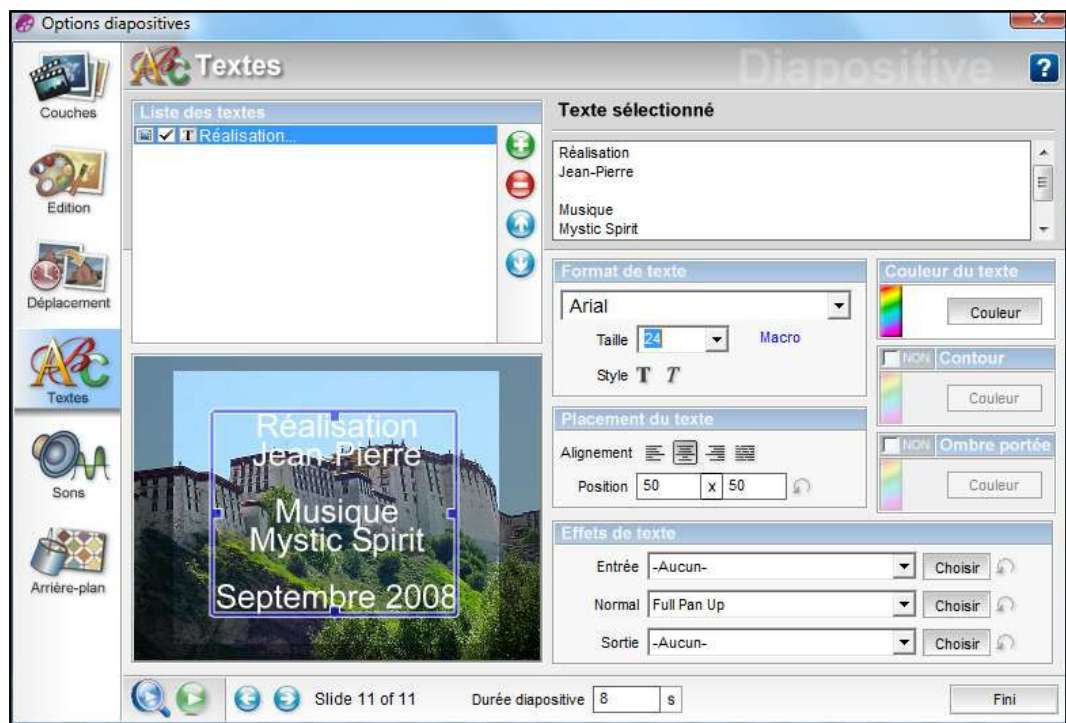 Options diapositives
X
Textes
Diapositive
?
Couches
Edition
Déplacement
ABC
Textes
Sons
Arrière-plan
Liste des textes
T Réalisation...
Réalisation
Jean-Pierre
Musique
Mystic Spirit
Septembre 2008
Texte sélectionné
Réalisation
Jean-Pierre
Musique
Mystic Spirit
Format de texte
Arial
Taille 24 Macro
Style T T
Couleur du texte
Couleur
NON Contour
Couleur
NON Ombre portée
Couleur
Placement du texte
Alignement
Position 50 x 50
Effets de texte
Entrée -Aucun- Choisir
Normal Full Pan Up Choisir
Sortie -Aucun- Choisir
Slide 11 of 11 Durée diapositive 8 s Fini